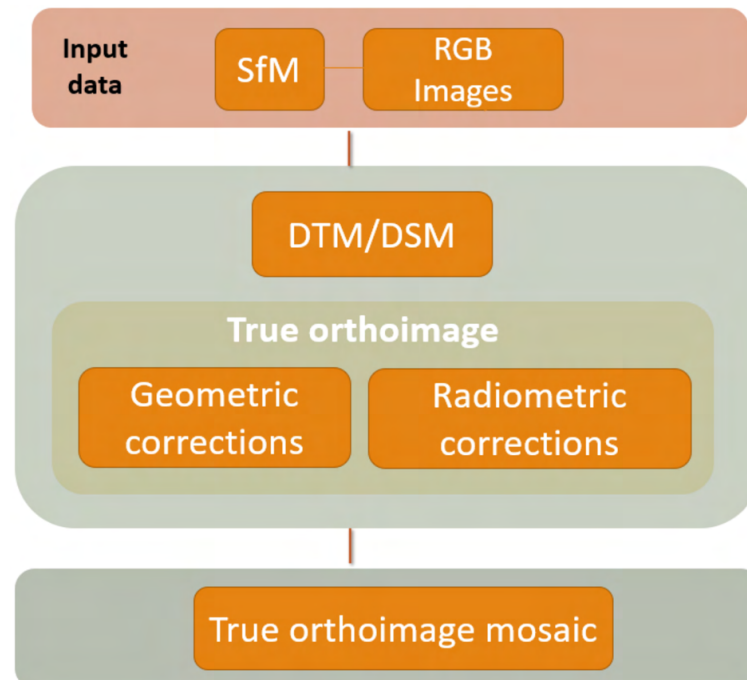 Input
data
SfM
RGB
Images
DTM/DSM
True orthoimage
Geometric
corrections
Radiometric
corrections
True orthoimage mosaic